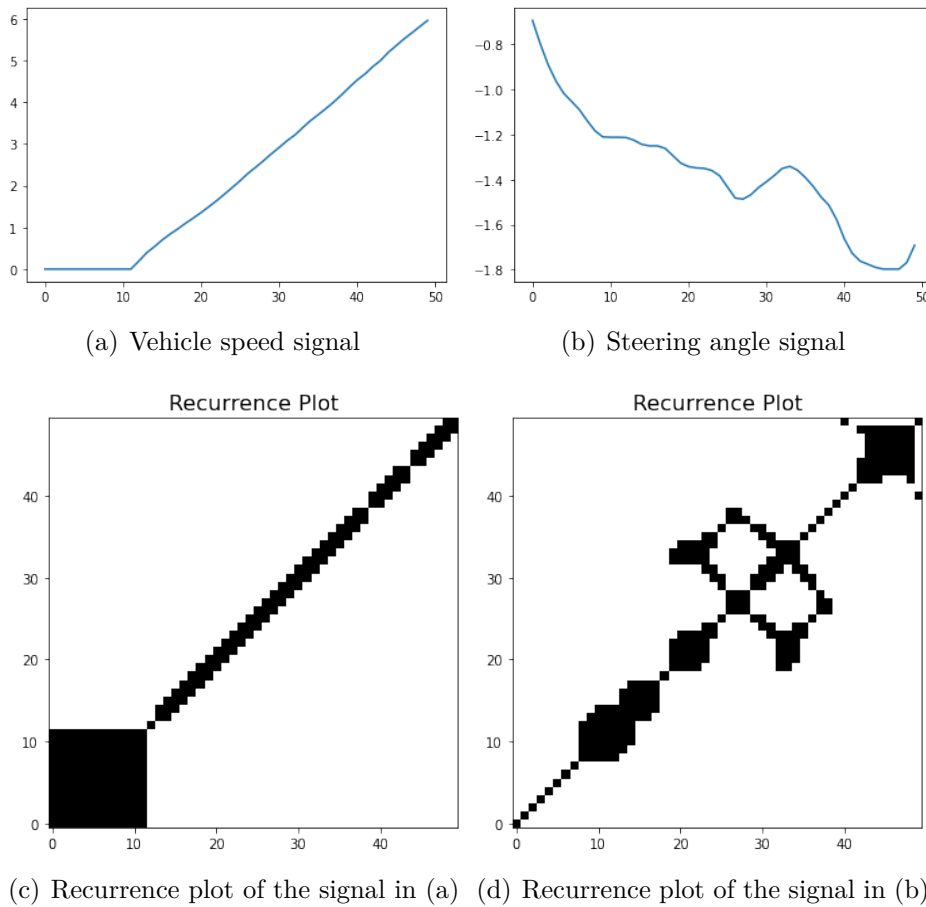 6
5
4
3
2
1
0
0 10 20 30 40 50
(a) Vehicle speed signal
−0.8
−1.0
−1.2
−1.4
−1.6
−1.8
0 10 20 30 40 50
(b) Steering angle signal
Recurrence Plot
40
30
20
10
0
0 10 20 30 40
(c) Recurrence plot of the signal in (a)
Recurrence Plot
40
30
20
10
0
0 10 20 30 40
(d) Recurrence plot of the signal in (b)